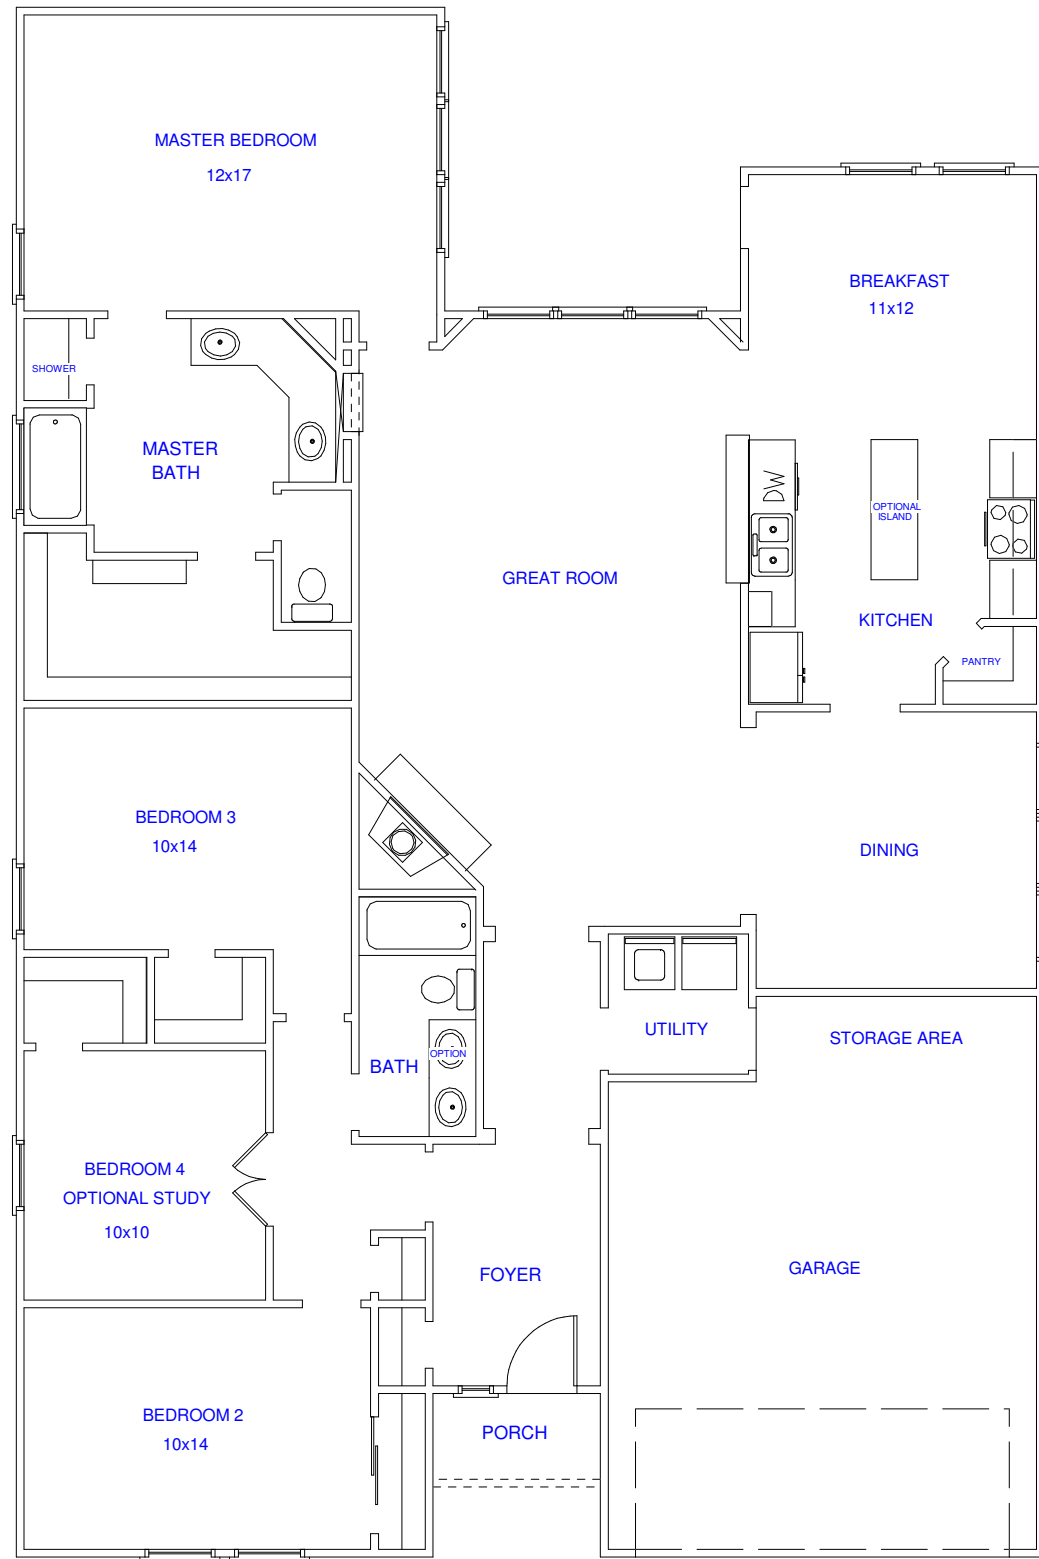 MASTER BEDROOM
12x17
BREAKFAST
11x12
SHOWER
MASTER
BATH
DW
OPTIONAL
ISLAND
GREAT ROOM
KITCHEN
PANTRY
BEDROOM 3
10x14
DINING
UTILITY
STORAGE AREA
OPTION
BATH
BEDROOM 4
OPTIONAL STUDY
10x10
FOYER
GARAGE
BEDROOM 2
10x14
PORCH